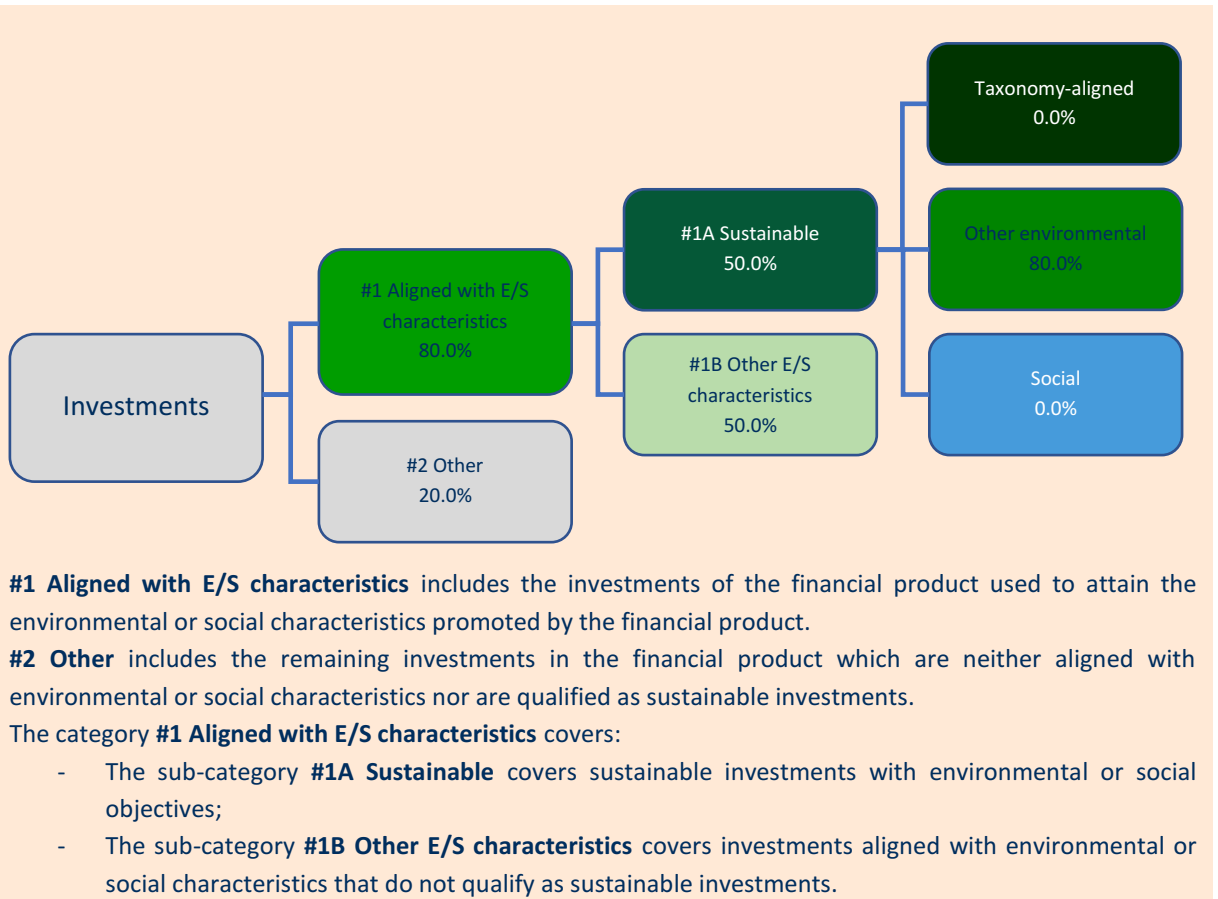 Taxonomy-aligned
0.0%
#1A Sustainable
50.0%
Other environmental
80.0%
#1 Aligned with E/S
characteristics
80.0%
Investments
#1B Other E/S
characteristics
50.0%
Social
0.0%
#2 Other
20.0%
#1 Aligned with E/S characteristics includes the investments of the financial product used to attain the
environmental or social characteristics promoted by the financial product.
#2 Other includes the remaining investments in the financial product which are neither aligned with
environmental or social characteristics nor are qualified as sustainable investments.
The category #1 Aligned with E/S characteristics covers:
- The sub-category #1A Sustainable covers sustainable investments with environmental or social
objectives;
- The sub-category #1B Other E/S characteristics covers investments aligned with environmental or
social characteristics that do not qualify as sustainable investments.